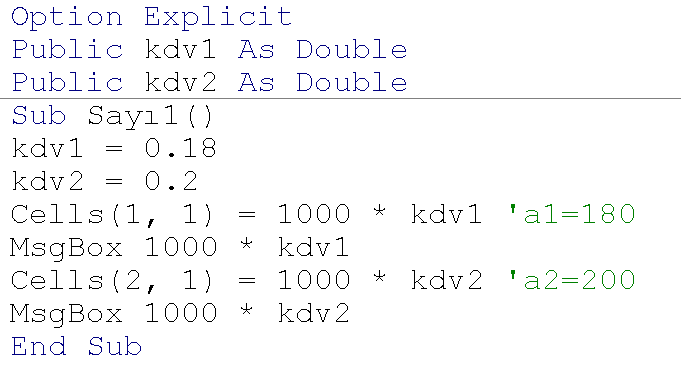 Option Explicit
Public kdv1 As Double
Public kdv2 As Double
Sub Sayı1()
kdv1 = 0.18
kdv2 = 0.2
Cells(1, 1) = 1000 * kdv1 'a1=180
MsgBox 1000 * kdv1
Cells(2, 1) = 1000 * kdv2 'a2=200
MsgBox 1000 * kdv2
End Sub